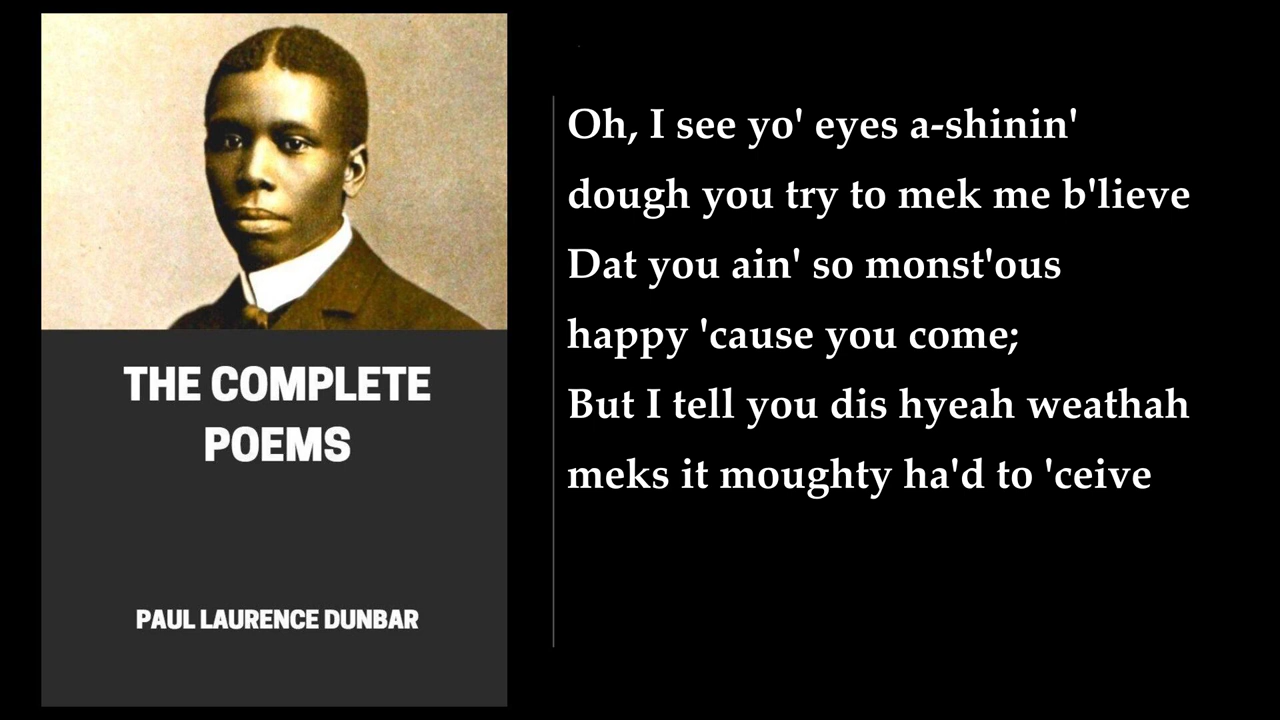 THE COMPLETE
POEMS
PAUL LAURENCE DUNBAR
Oh, I see yo' eyes a-shinin'
dough you try to mek me b'lieve
Dat you ain' so monst'ous
happy 'cause you come;
But I tell you dis hyeah weathah
meks it moughty ha'd to 'ceive